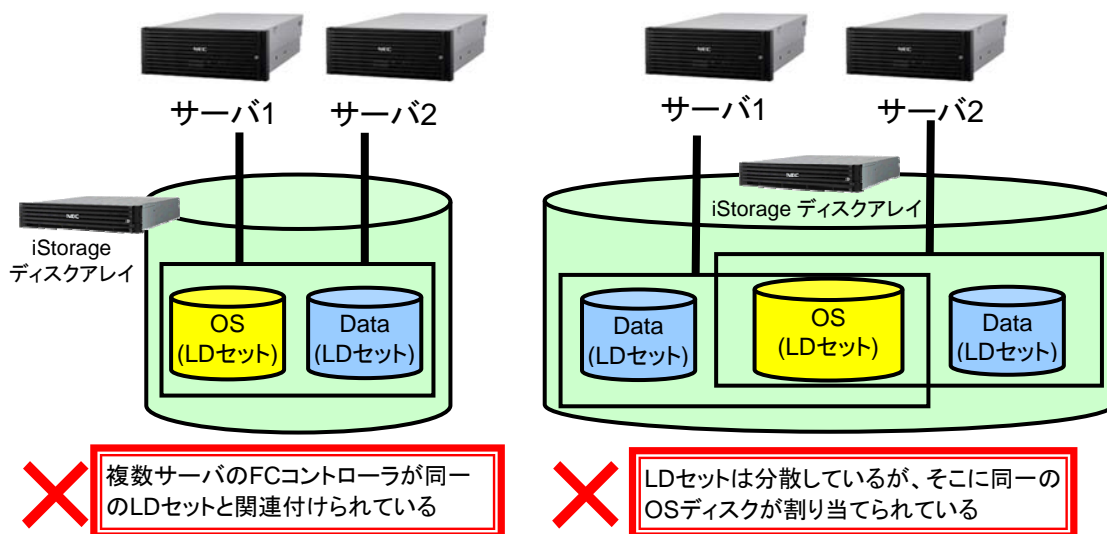 NEC
NEC
サーバ1
サーバ2
NEC
iStorage
ディスクアレイ
OS
(LDセット)
Data
(LDセット)
複数サーバのFCコントローラが同一
のLDセットと関連付けられている
NEC
NEC
サーバ1
サーバ2
NEC
iStorage ディスクアレイ
Data
(LDセット)
OS
(LDセット)
Data
(LDセット)
LDセットは分散しているが、そこに同一の
OSディスクが割り当てられている